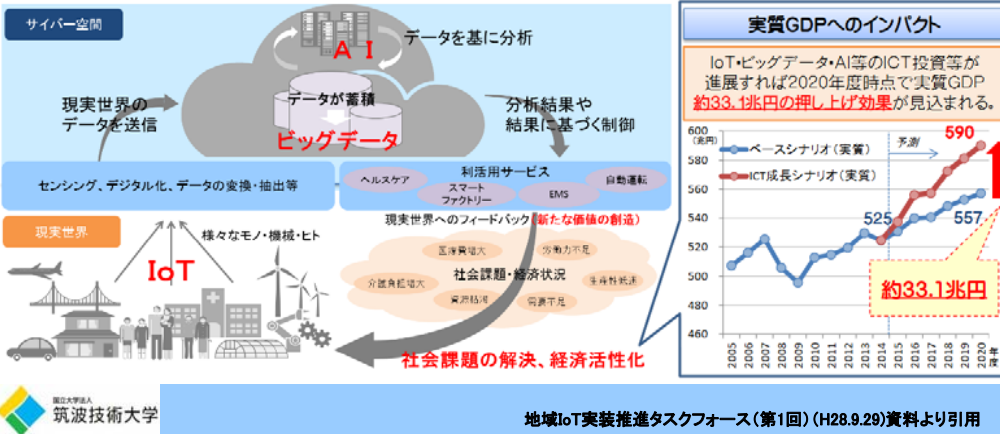 サイバー空間
AI
データを基に分析
データが蓄積
ビッグデータ
現実世界の
データを送信
分析結果や
結果に基づく制御
センシング、デジタル化、データの変換・抽出等
利活用サービス
ヘルスケア
スマート
ファクトリー
EMS
自動運転
現実世界へのフィードバック(新たな価値の創造)
現実世界
様々なモノ・機械・ヒト
IoT
医療費増大
労働力不足
介護負担増大
社会課題・経済状況
生産性低迷
資源枯渇
需要不足
社会課題の解決、経済活性化
実質GDPへのインパクト
IoT・ビッグデータ・AI等のICT投資等が
進展すれば2020年度時点で実質GDP
約33.1兆円の押し上げ効果が見込まれる。
600
(兆円)
580
560
540
520
500
480
460
ベースシナリオ(実質)
ICT成長シナリオ(実質)
予測
590
525
557
約33.1兆円
2005
2006
2007
2008
2009
2010
2011
2012
2013
2014
2015
2016
2017
2018
2019
2020
年度
国立大学法人
筑波技術大学
地域IoT実装推進タスクフォース(第1回)(H28.9.29)資料より引用